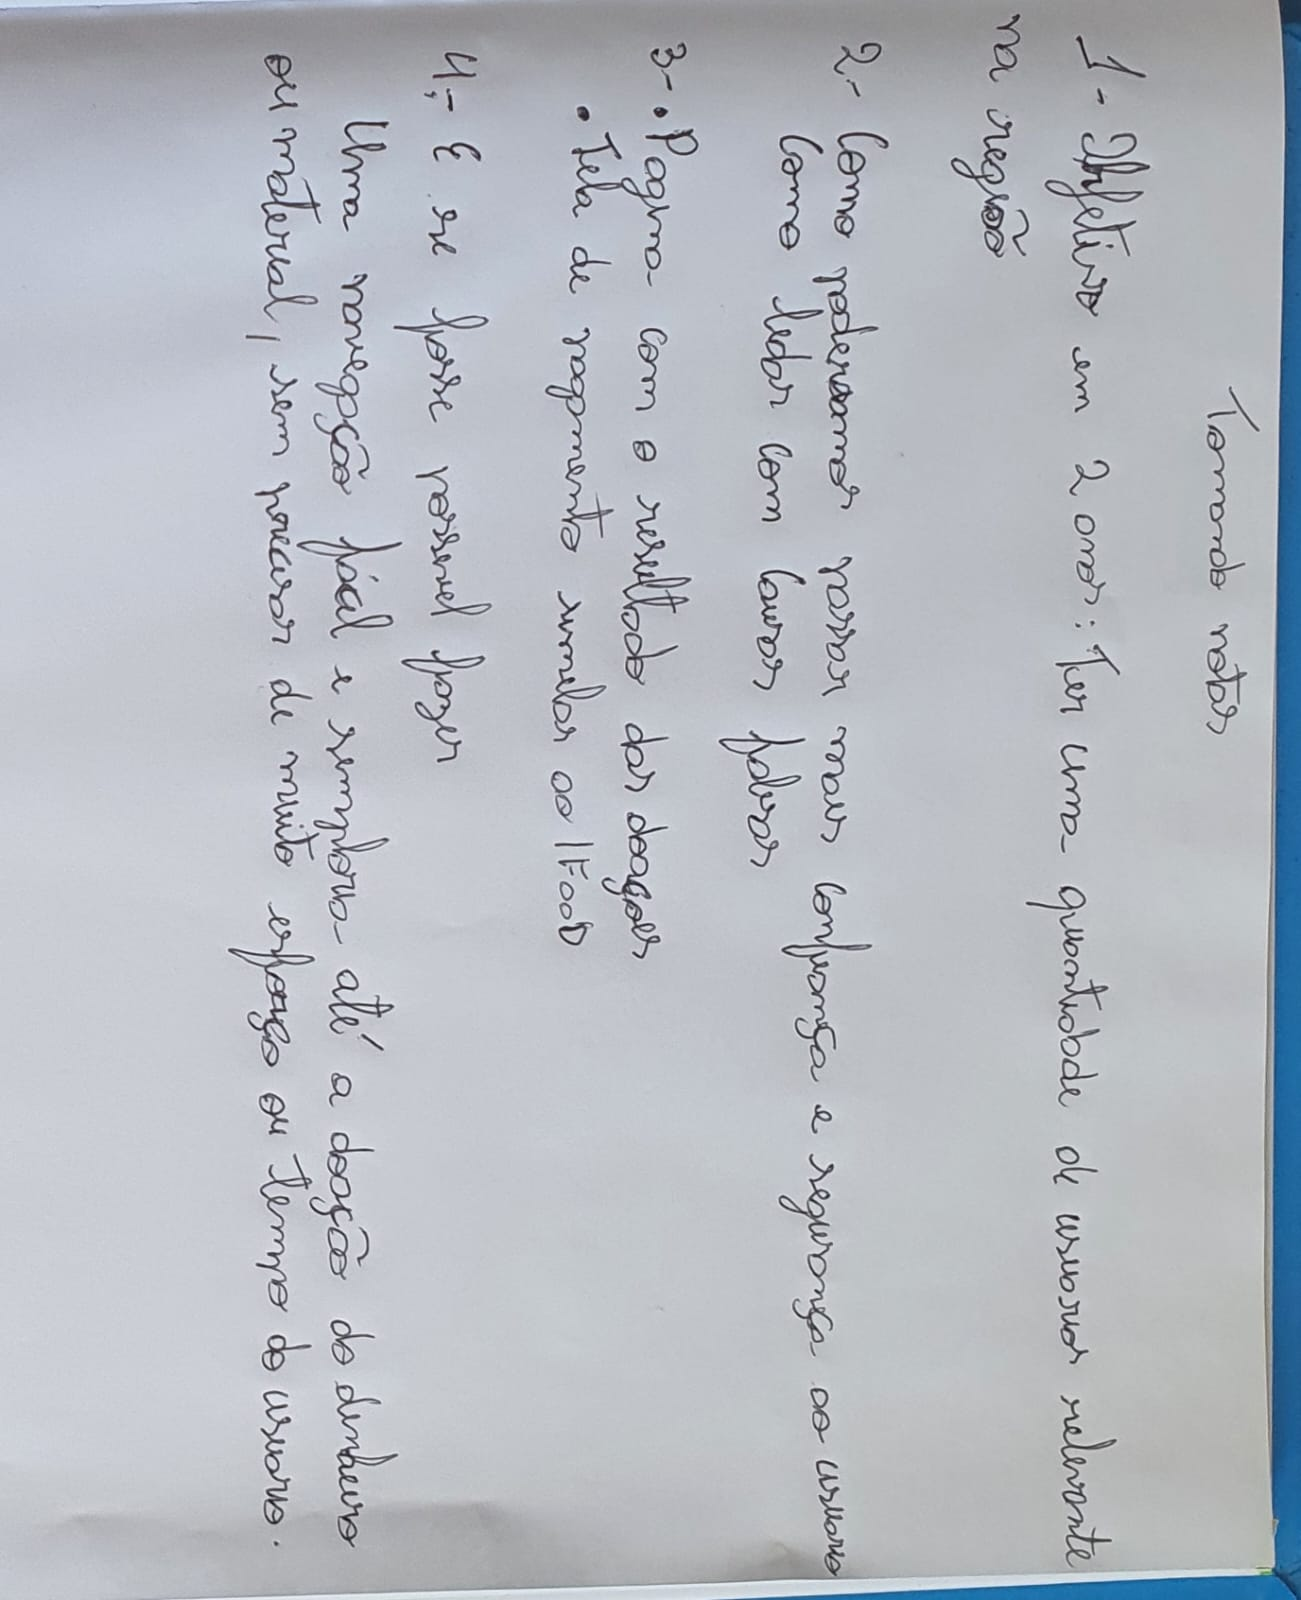 Tomando notas
1- Objetivo em 2 anos: Ter uma quantidade de usuarios relevante
na região
2- Como poderiamos passar mais confiança e segurança ao usuario
Como lidar com causas falsas
3- • Pagina com o resultado das doações
• Tela de pagamento similar ao IFOOD
4,- E se fosse possivel fazer
Uma navegação fácil e simplória até a doação do dinheiro
ou material, sem precisar de muito esforço ou tempo do usuario.